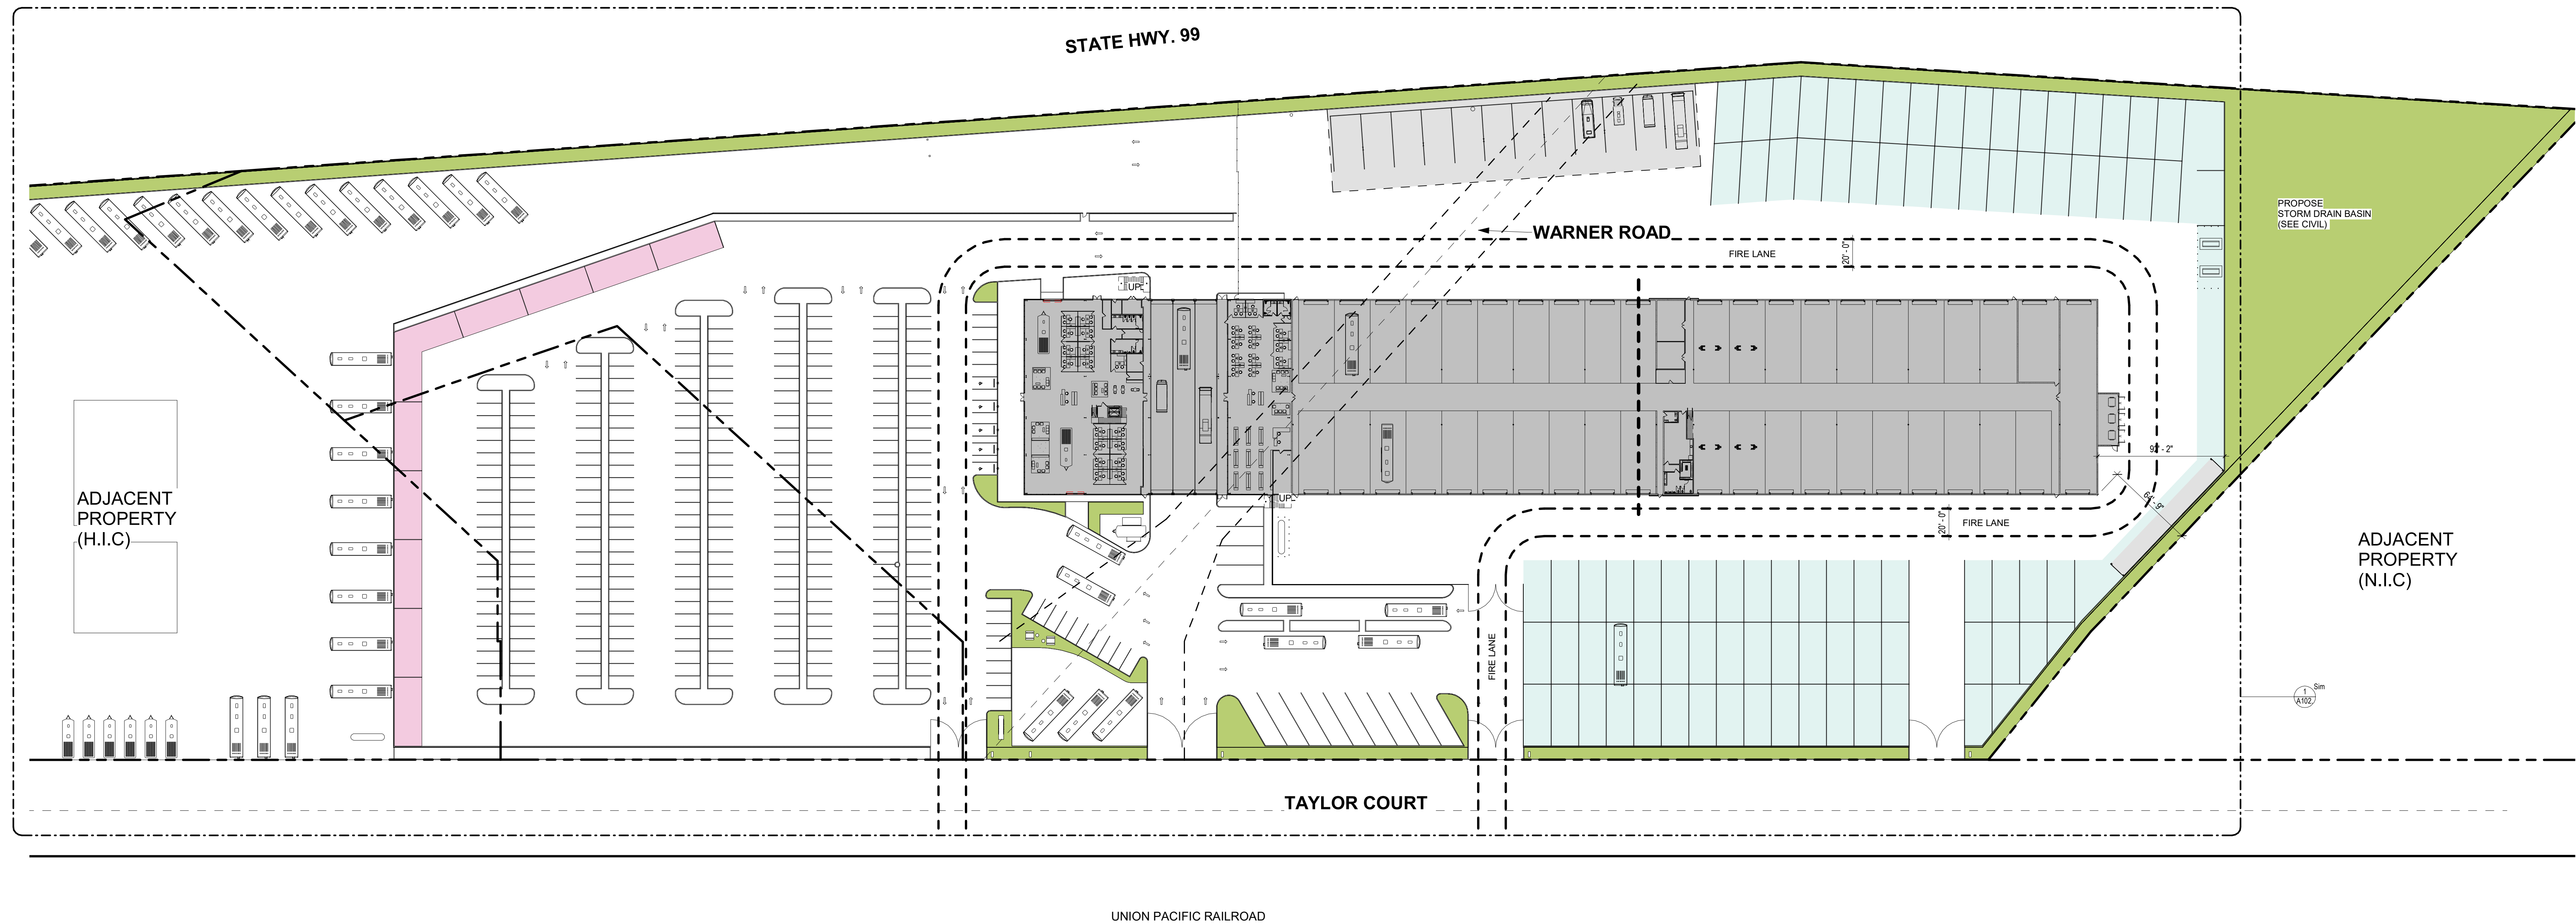 STATE HWY. 99
PROPOSE
STORM DRAIN BASIN
(SEE CIVIL)
WARNER ROAD
FIRE LANE
20' - 0"
UP
92' - 2"
64' - 9"
ADJACENT
PROPERTY
(H.I.C)
UP
20' - 0"
FIRE LANE
ADJACENT
PROPERTY
(N.I.C)
FIRE LANE
1
Sim
A102
TAYLOR COURT
UNION PACIFIC RAILROAD